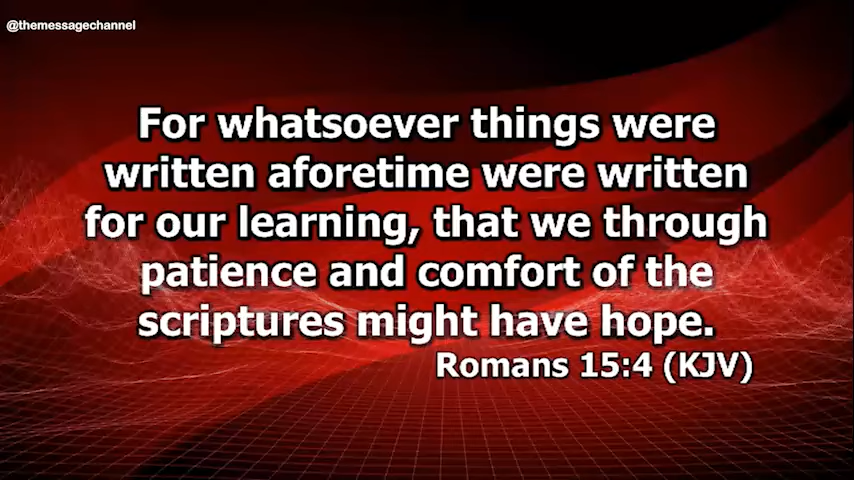 @themessagechannel
For whatsoever things were
written aforetime were written
for our learning, that we through
patience and comfort of the
scriptures might have hope.
Romans 15:4 (KJV)